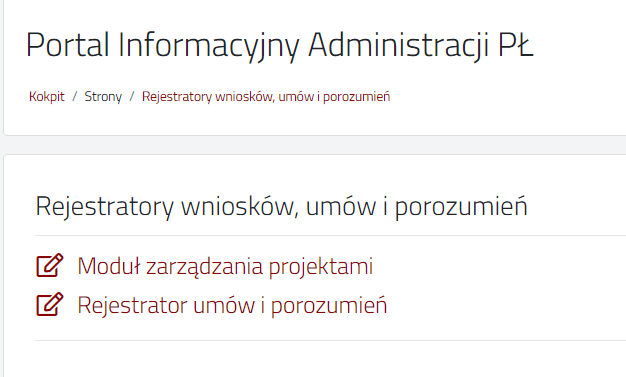 Portal Informacyjny Administracji PŁ
Kokpit / Strony / Rejestratory wniosków, umów i porozumień
Rejestratory wniosków, umów i porozumień
Moduł zarządzania projektami
Rejestrator umów i porozumień